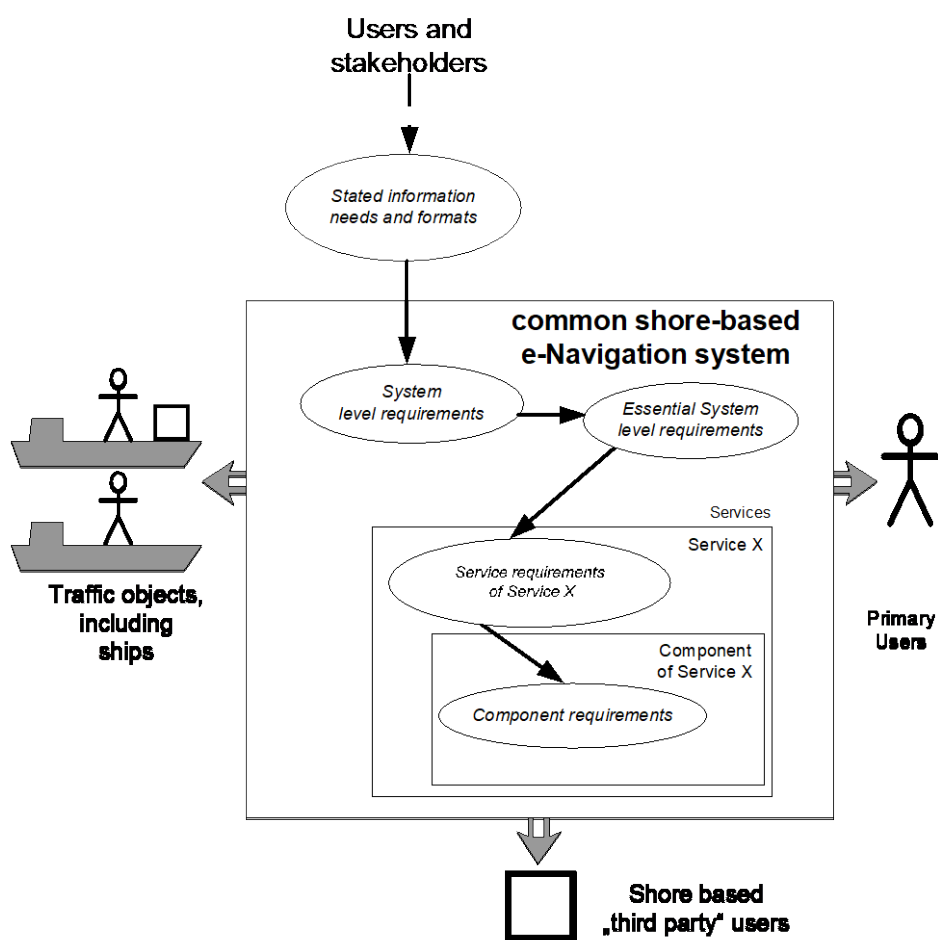 Users and
stakeholders
Stated information
needs and formats
common shore-based
e-Navigation system
System
level requirements
Essential System
level requirements
Services
Service X
Service requirements
of Service X
Component
of Service X
Component requirements
Traffic objects,
including
ships
Primary
Users
Shore based
„third party“ users